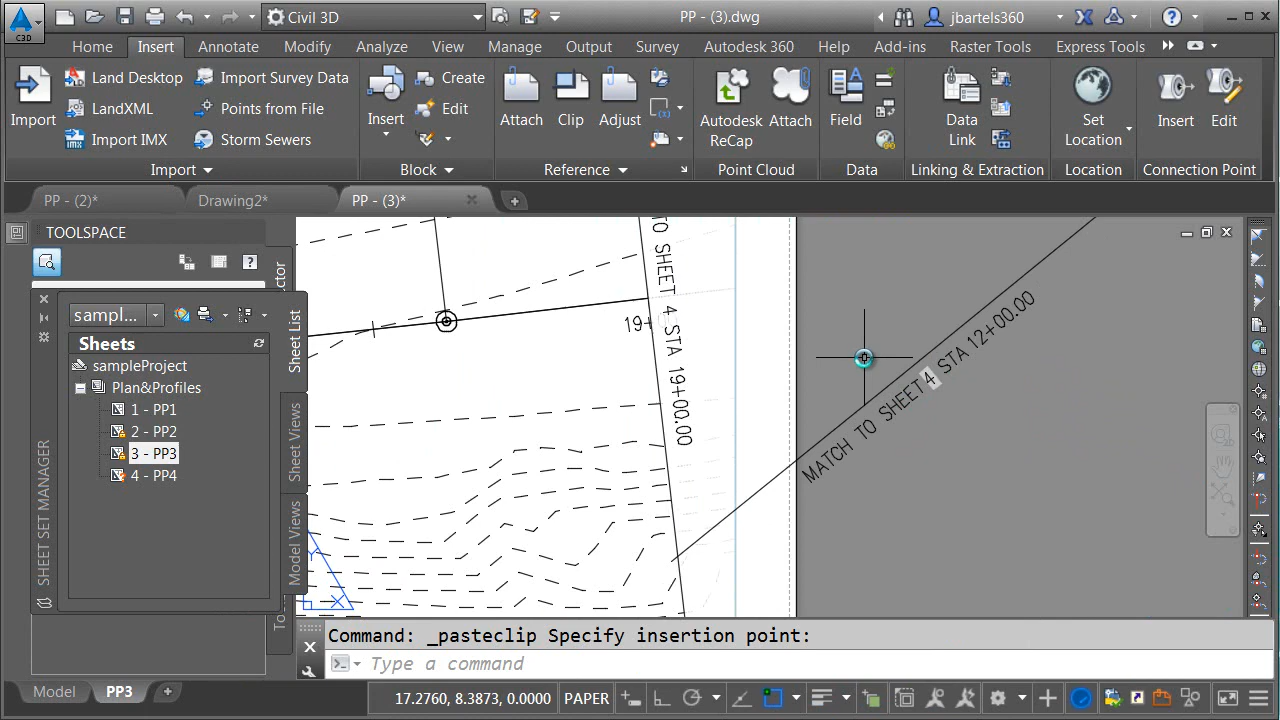 Civil 3D
PP - (3).dwg
jbartels360
C3D
Home Insert Annotate Modify Analyze View Manage Output Survey Autodesk 360 Help Add-ins Raster Tools Express Tools
Import
Land Desktop
LandXML
Import IMX
Import Survey Data
Points from File
Storm Sewers
Import
Insert
Create
Edit
Block
Attach
Clip
Adjust
Reference
Autodesk
ReCap
Attach
Point Cloud
Field
Data
Data
Link
Linking & Extraction
Set
Location
Location
Insert
Edit
Connection Point
PP - (2)*
Drawing2*
PP - (3)*
TOOLSPACE
sampl...
Sheets
sampleProject
Plan&Profiles
1 - PP1
2 - PP2
3 - PP3
4 - PP4
Sheet List
Sheet Views
Model Views
SHEET SET MANAGER
TO SHEET 4 STA 19+00.00
19+
MATCH TO SHEET 4 STA 12+00.00
Y
X
Command: _pasteclip Specify insertion point:
Type a command
Model
PP3
17.2760, 8.3873, 0.0000
PAPER